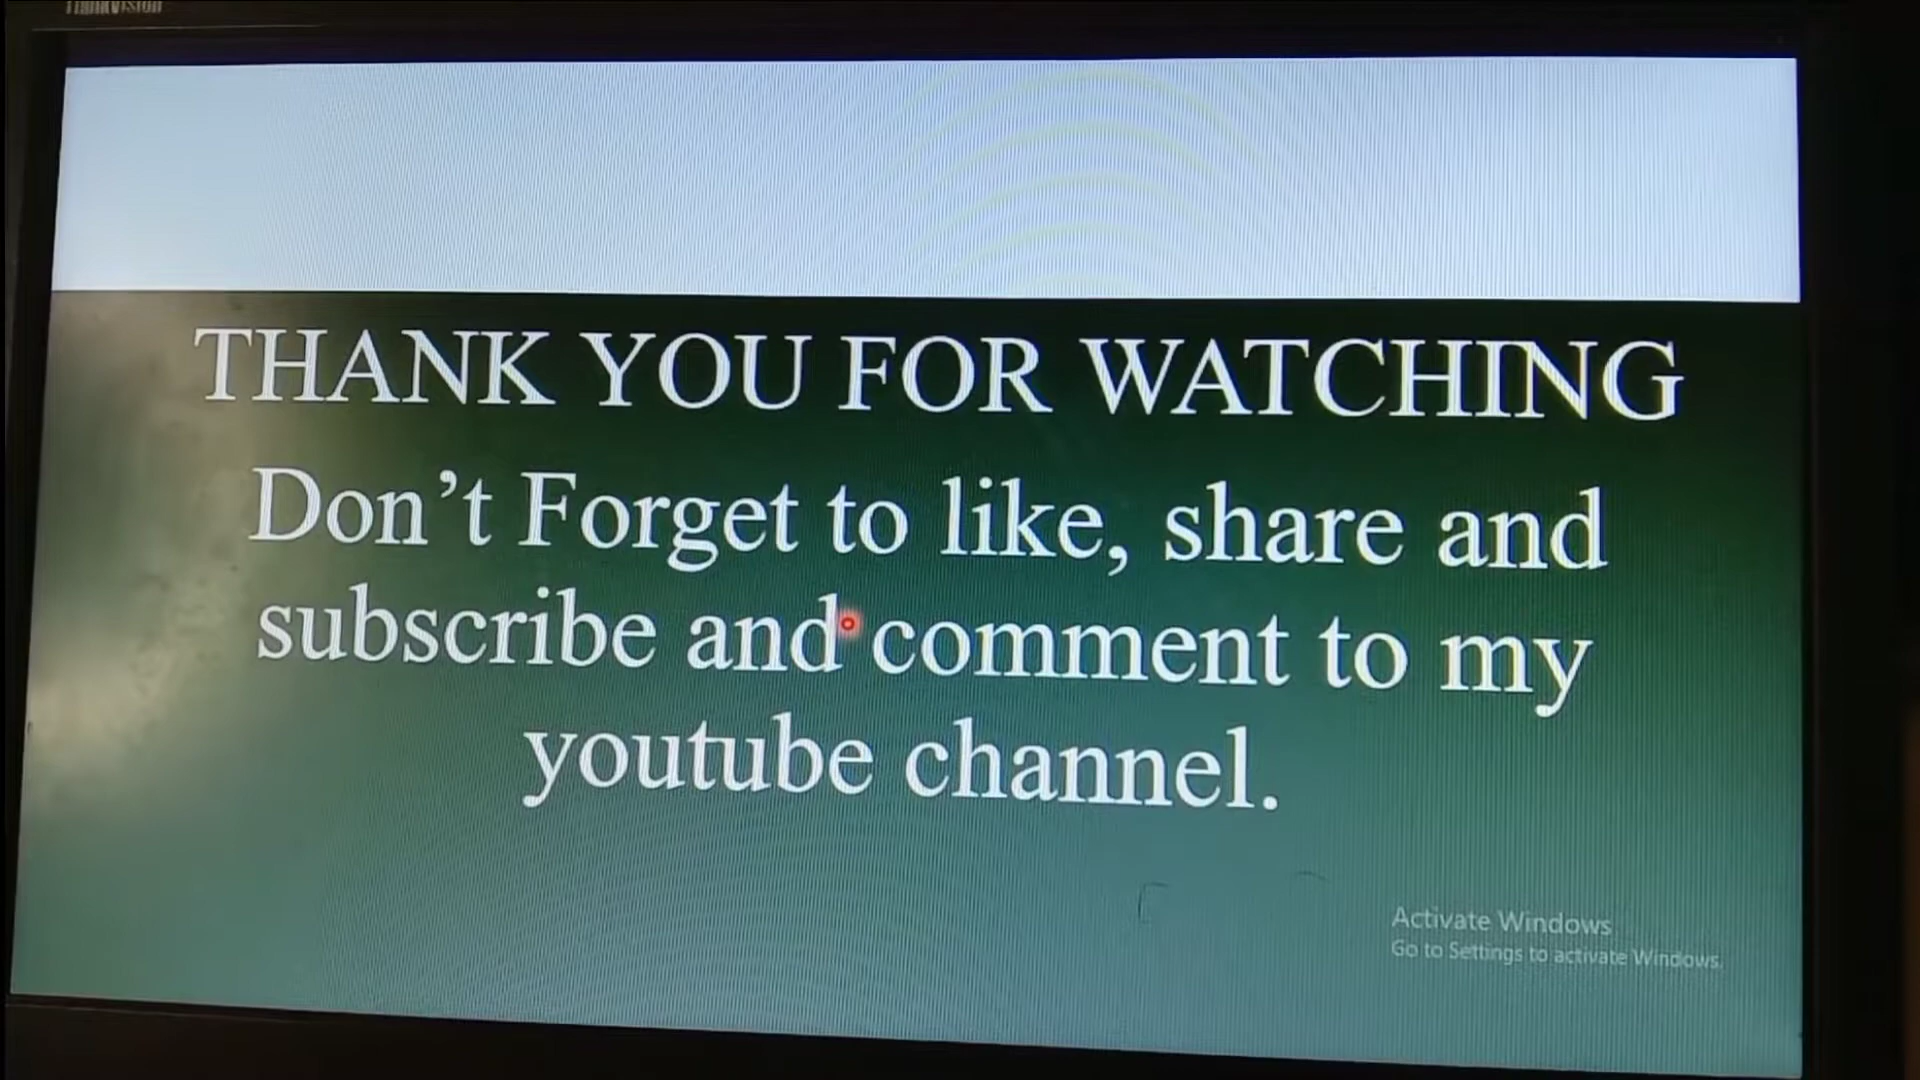 THANK YOU FOR WATCHING
Don’t Forget to like, share and
subscribe and comment to my
youtube channel.
Activate Windows
Go to Settings to activate Windows.